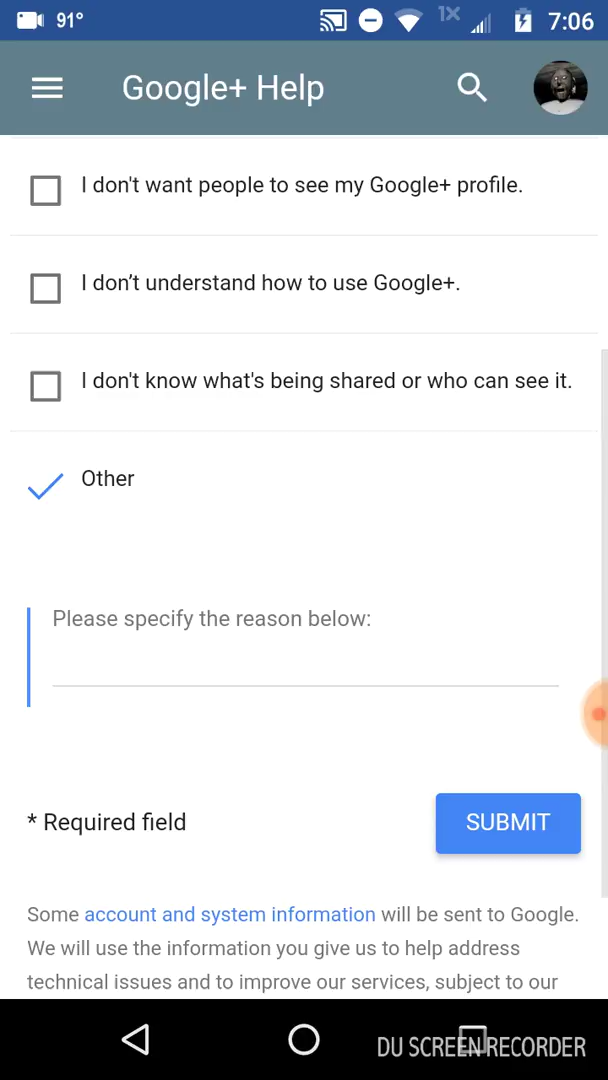 91° 1X 7:06
Google+ Help
I don't want people to see my Google+ profile.
I don’t understand how to use Google+.
I don't know what's being shared or who can see it.
Other
Please specify the reason below:
* Required field
SUBMIT
Some account and system information will be sent to Google.
We will use the information you give us to help address
technical issues and to improve our services, subject to our
DU SCREEN RECORDER